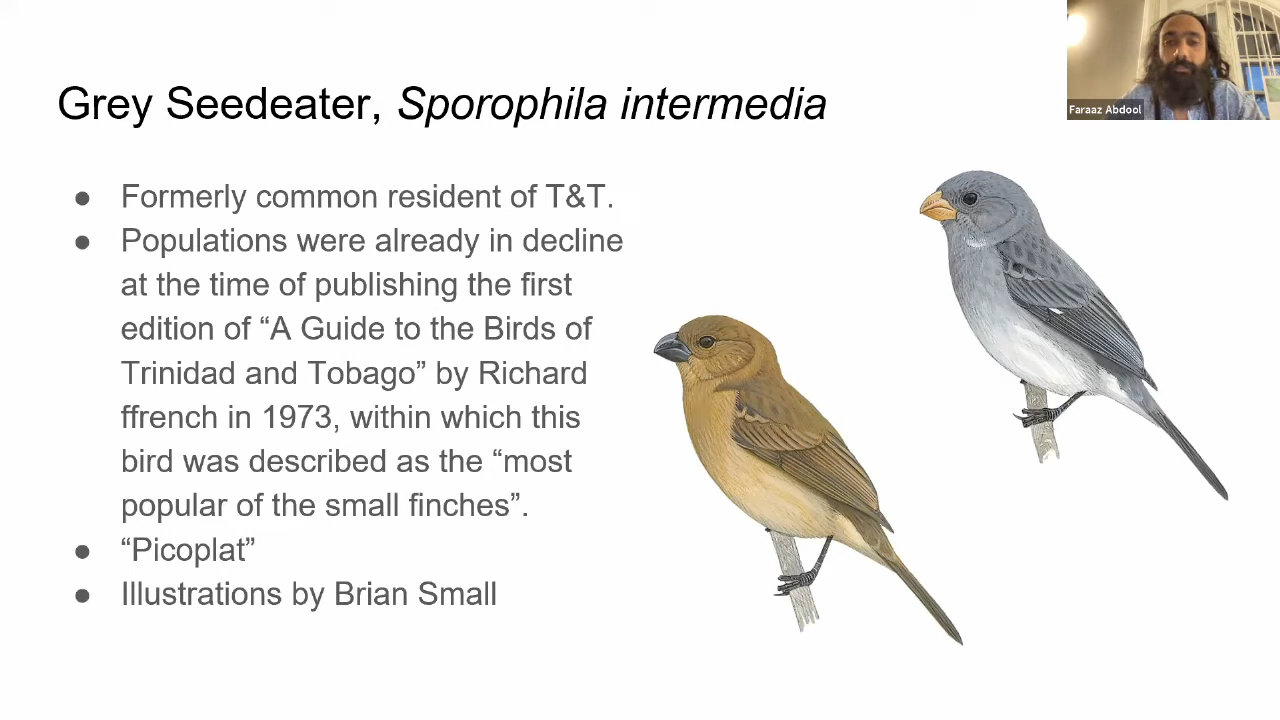 Grey Seedeater, Sporophila intermedia
Faraaz Abdool
● Formerly common resident of T&T.
● Populations were already in decline
at the time of publishing the first
edition of “A Guide to the Birds of
Trinidad and Tobago” by Richard
ffrench in 1973, within which this
bird was described as the “most
popular of the small finches”.
● “Picoplat”
● Illustrations by Brian Small